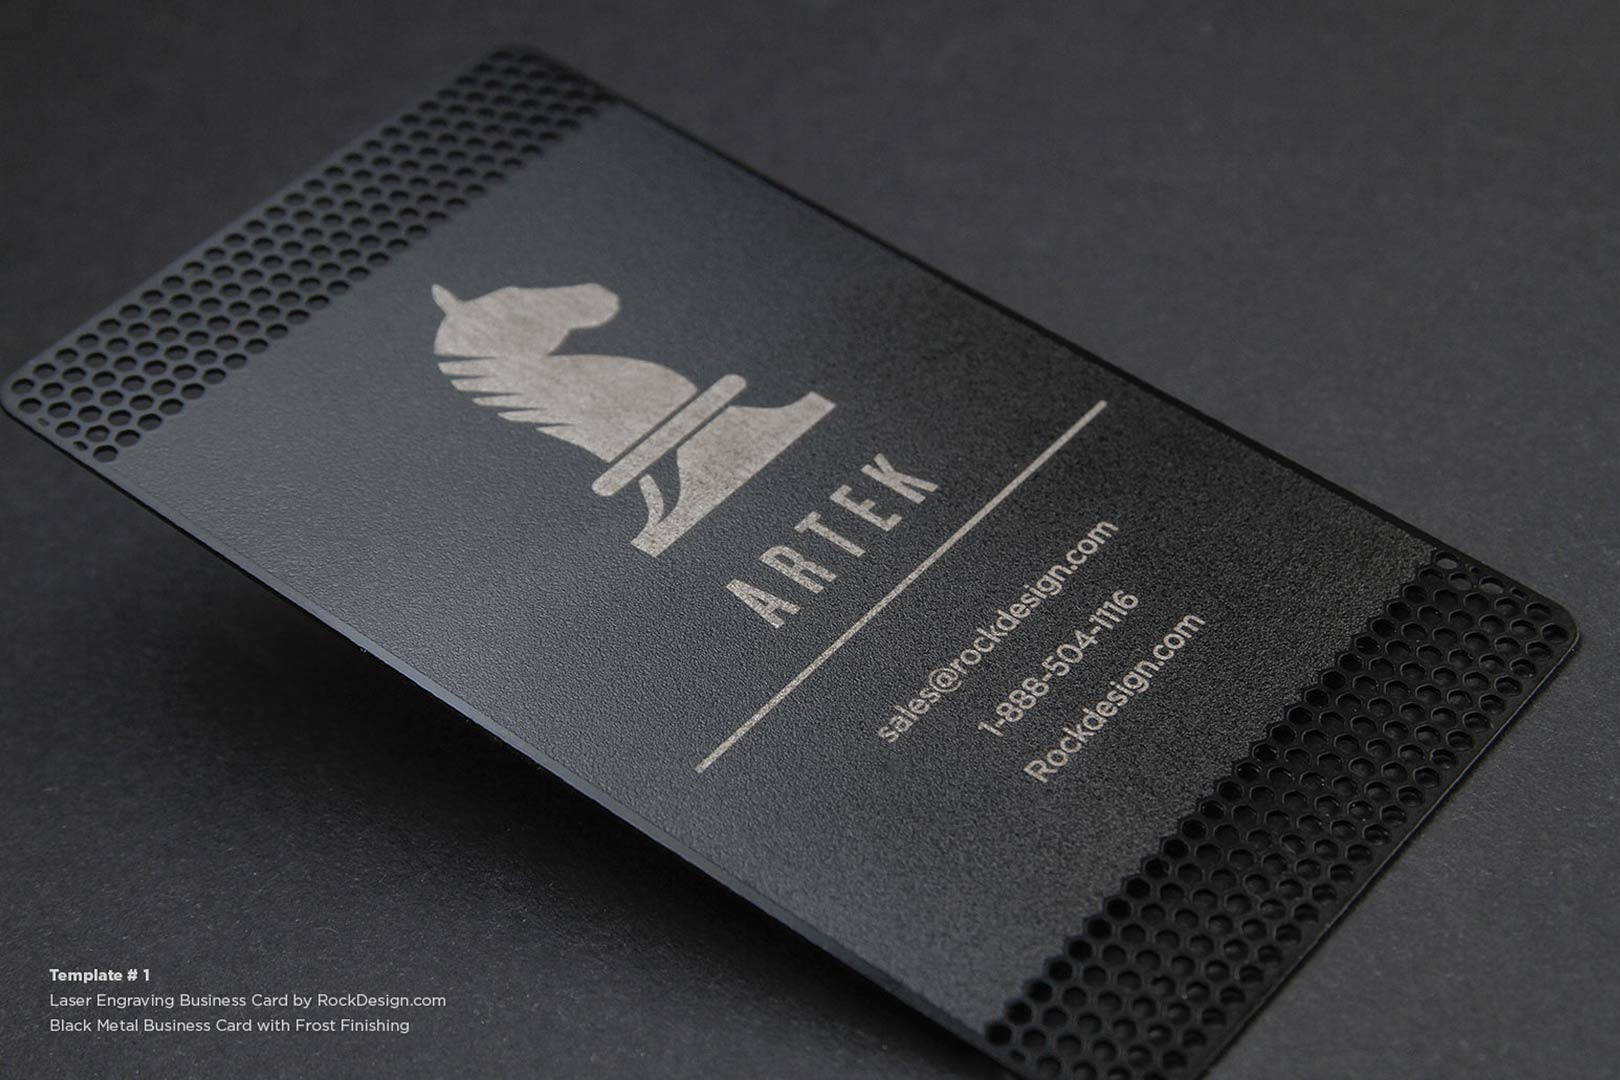 ARTEK
sales@rockdesign.com
1-888-504-1116
Rockdesign.com
Template # 1
Laser Engraving Business Card by RockDesign.com
Black Metal Business Card with Frost Finishing